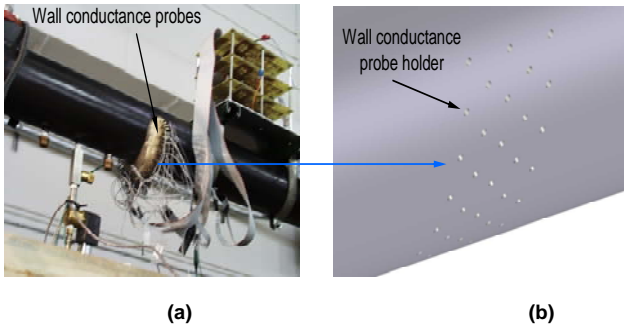 Wall conductance probes
Wall conductance
probe holder
(a)
(b)